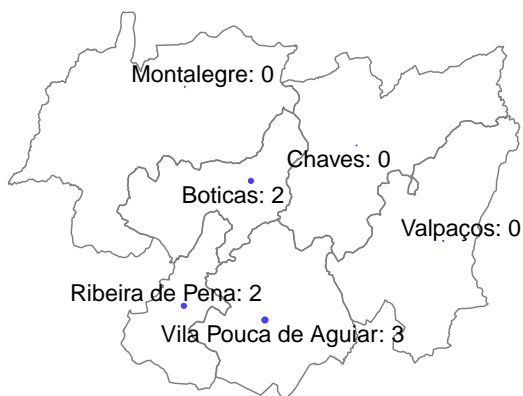 Montalegre: 0
Chaves: 0
Boticas: 2
Valpaços: 0
Ribeira de Pena: 2
Vila Pouca de Aguiar: 3